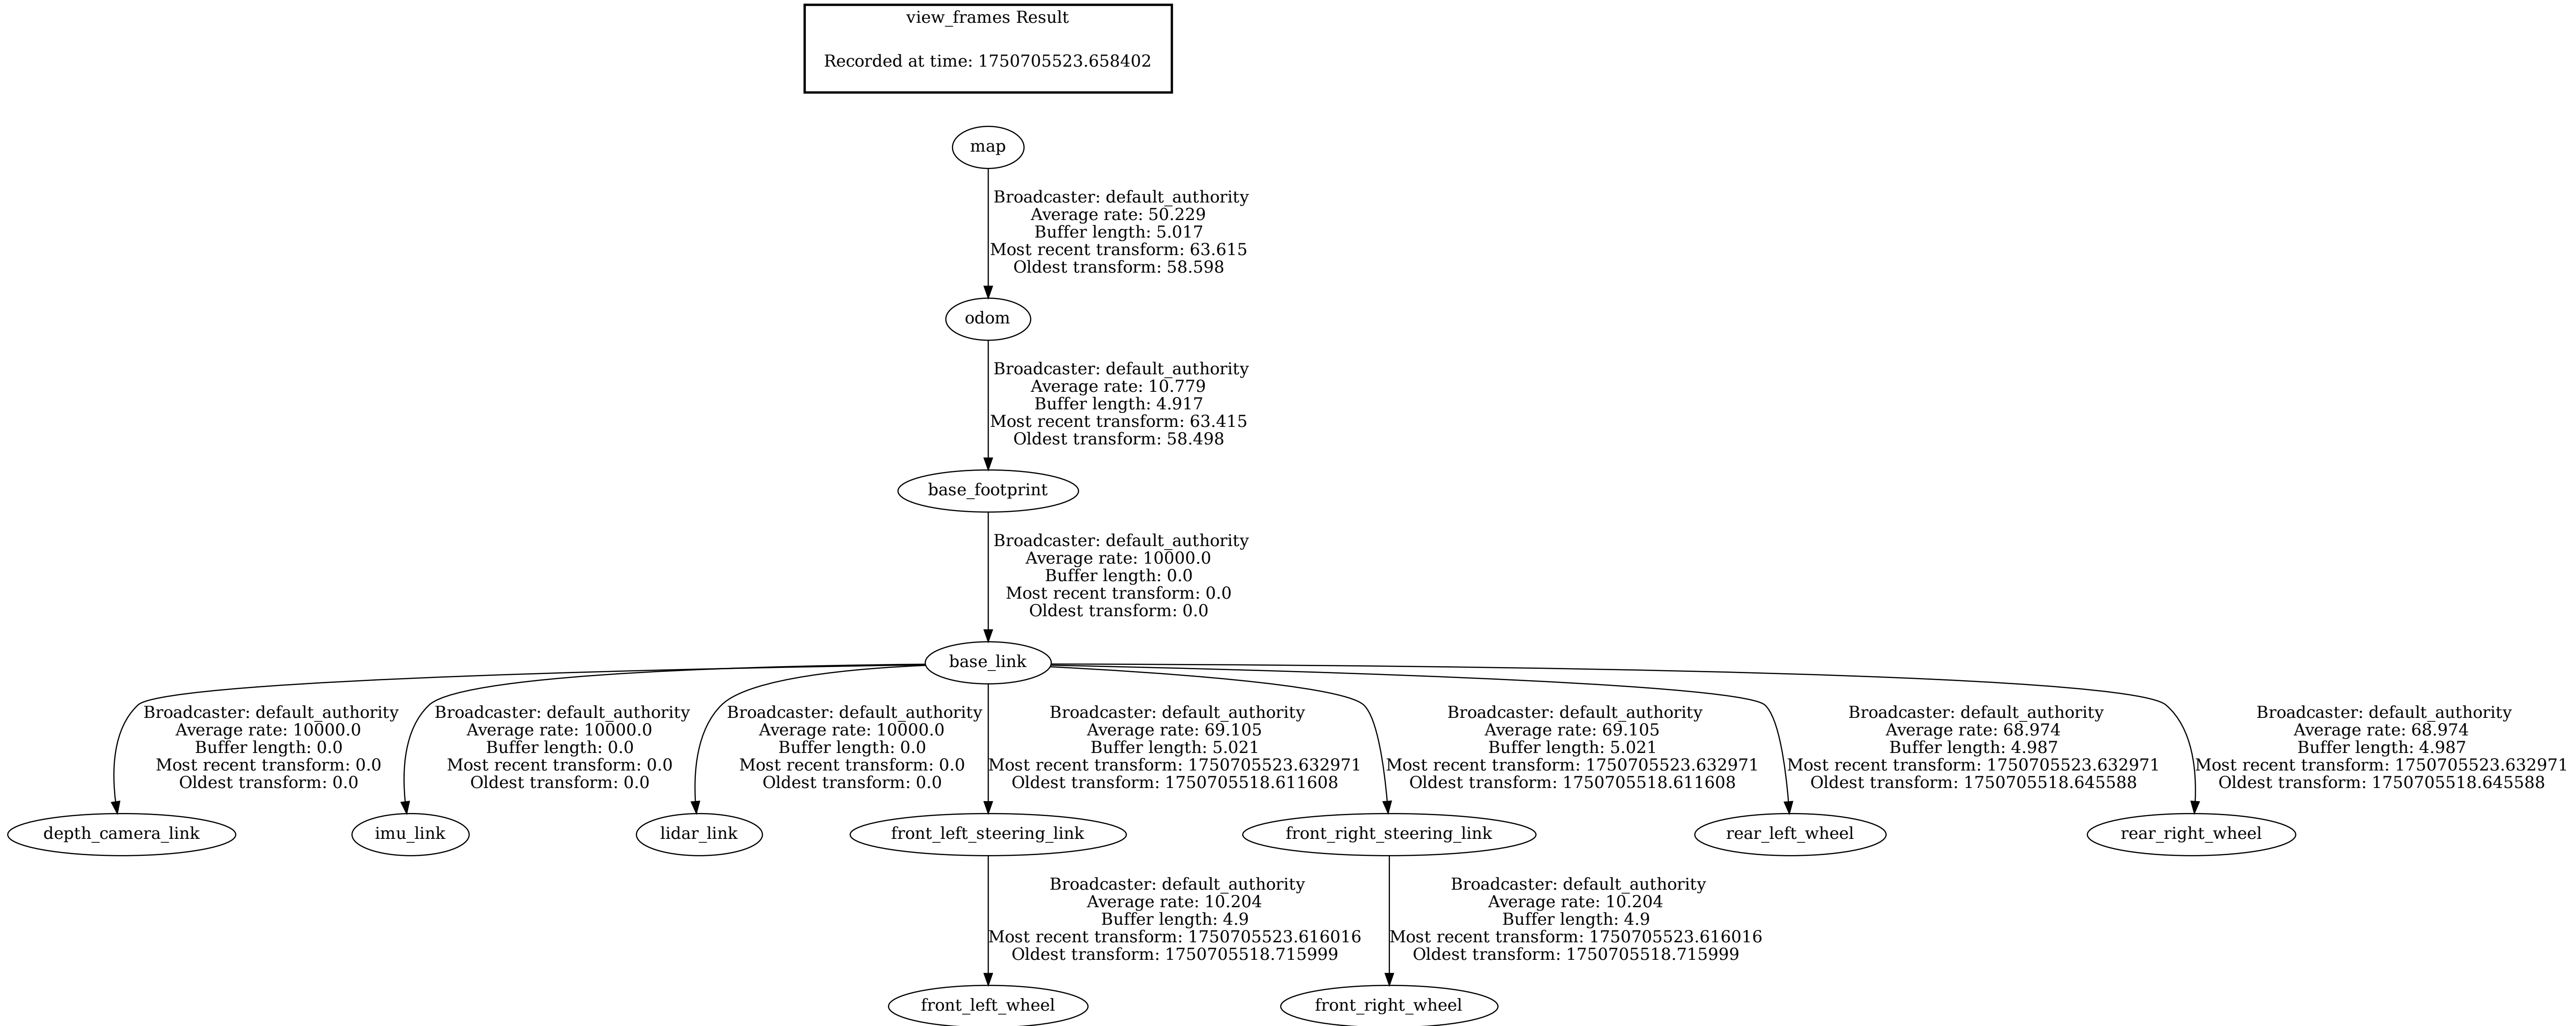 view_frames Result
Recorded at time: 1750705523.658402
map
Broadcaster: default_authority
Average rate: 50.229
Buffer length: 5.017
Most recent transform: 63.615
Oldest transform: 58.598
odom
Broadcaster: default_authority
Average rate: 10.779
Buffer length: 4.917
Most recent transform: 63.415
Oldest transform: 58.498
base_footprint
Broadcaster: default_authority
Average rate: 10000.0
Buffer length: 0.0
Most recent transform: 0.0
Oldest transform: 0.0
base_link
Broadcaster: default_authority
Average rate: 10000.0
Buffer length: 0.0
Most recent transform: 0.0
Oldest transform: 0.0
Broadcaster: default_authority
Average rate: 10000.0
Buffer length: 0.0
Most recent transform: 0.0
Oldest transform: 0.0
Broadcaster: default_authority
Average rate: 10000.0
Buffer length: 0.0
Most recent transform: 0.0
Oldest transform: 0.0
Broadcaster: default_authority
Average rate: 69.105
Buffer length: 5.021
Most recent transform: 1750705523.632971
Oldest transform: 1750705518.611608
Broadcaster: default_authority
Average rate: 69.105
Buffer length: 5.021
Most recent transform: 1750705523.632971
Oldest transform: 1750705518.611608
Broadcaster: default_authority
Average rate: 68.974
Buffer length: 4.987
Most recent transform: 1750705523.632971
Oldest transform: 1750705518.645588
Broadcaster: default_authority
Average rate: 68.974
Buffer length: 4.987
Most recent transform: 1750705523.632971
Oldest transform: 1750705518.645588
depth_camera_link
imu_link
lidar_link
front_left_steering_link
front_right_steering_link
rear_left_wheel
rear_right_wheel
Broadcaster: default_authority
Average rate: 10.204
Buffer length: 4.9
Most recent transform: 1750705523.616016
Oldest transform: 1750705518.715999
Broadcaster: default_authority
Average rate: 10.204
Buffer length: 4.9
Most recent transform: 1750705523.616016
Oldest transform: 1750705518.715999
front_left_wheel
front_right_wheel